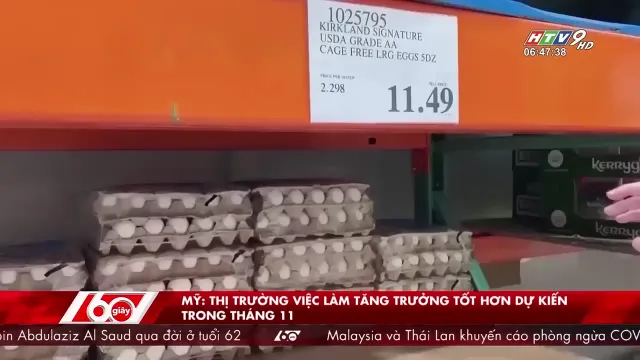 1025795
KIRKLAND SIGNATURE
USDA GRADE AA
CAGE FREE LRG EGGS 5DZ
2.298
11.49
HTV9 HD
06:47:38
KERRYG
60 giây
MỸ: THỊ TRƯỜNG VIỆC LÀM TĂNG TRƯỞNG TỐT HƠN DỰ KIẾN
TRONG THÁNG 11
bin Abdulaziz Al Saud qua đời ở tuổi 62 Malaysia và Thái Lan khuyến cáo phòng ngừa COV